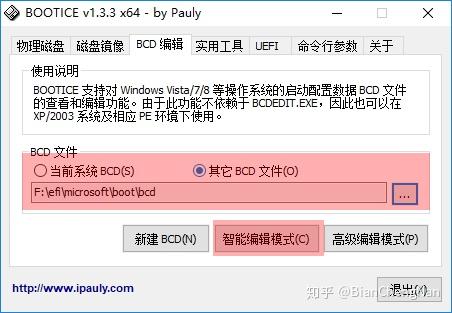 BOOTICE v1.3.3 x64 - by Pauly
物理磁盘 磁盘镜像 BCD 编辑 实用工具 UEFI 命令行参数 关于
使用说明
BOOTICE 支持对 Windows Vista/7/8 等操作系统的启动配置数据 BCD 文件
的查看和编辑功能。由于此功能不依赖于 BCDEDIT.EXE，因此也可以在
XP/2003 系统及相应 PE 环境下使用。
BCD 文件
当前系统 BCD(S) 其它 BCD 文件(O)
F:\efi\microsoft\boot\bcd ...
新建 BCD(N) 智能编辑模式(C) 高级编辑模式(P)
http://www.ipauly.com 退出(X)
知乎 @BianChengNan